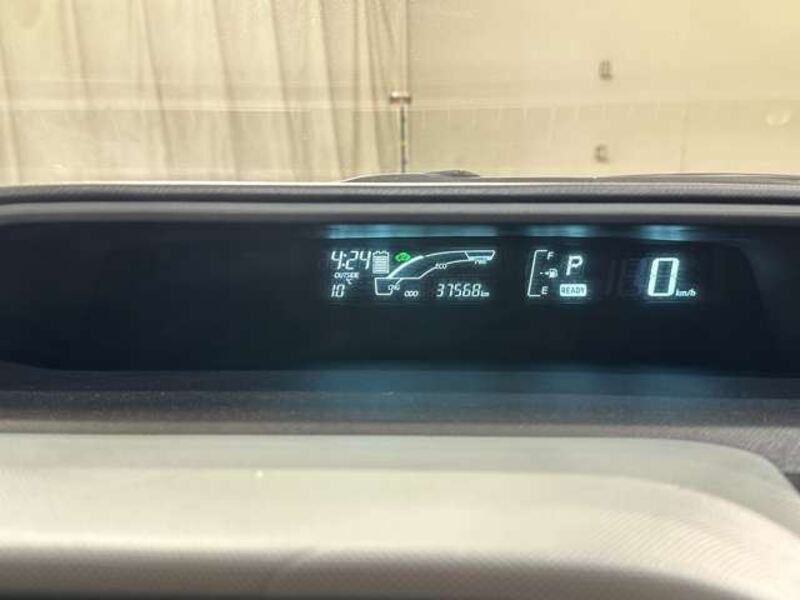 4:24
OUTSIDE
10 °C
ECO
PWR
CHG
ODO 37568 km
F
E
P
READY
0 km/h